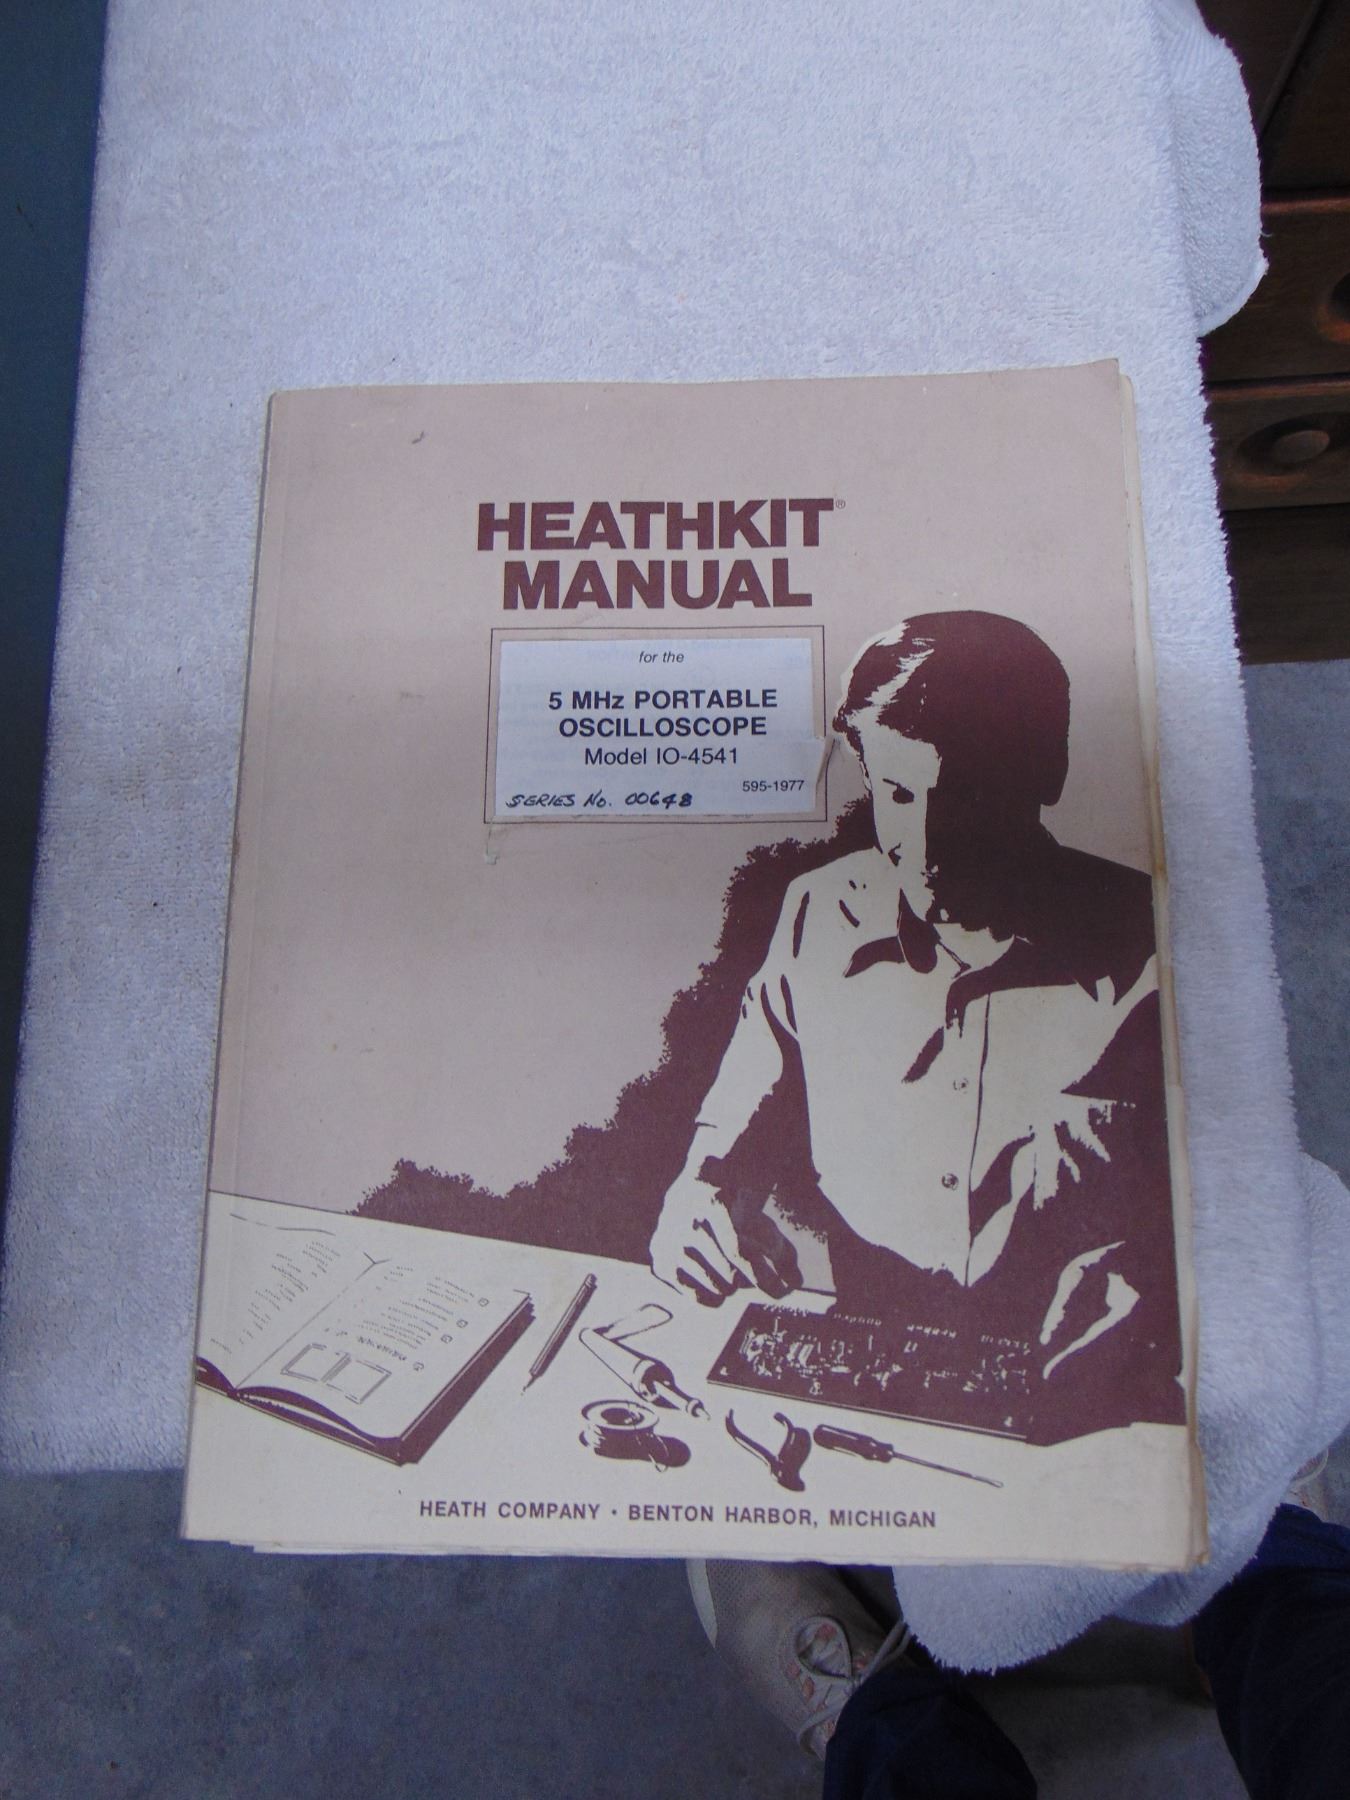 HEATHKIT®
MANUAL
for the
5 MHz PORTABLE
OSCILLOSCOPE
Model IO-4541
595-1977
SERIES No. 00648
HEATH COMPANY • BENTON HARBOR, MICHIGAN